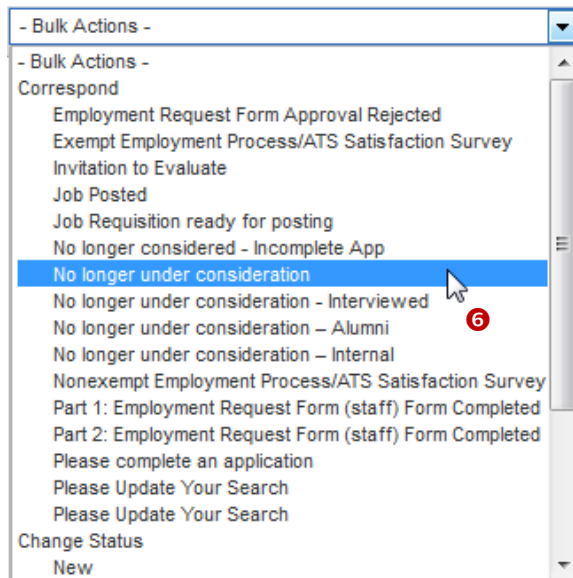 - Bulk Actions -
- Bulk Actions -
Correspond
Employment Request Form Approval Rejected
Exempt Employment Process/ATS Satisfaction Survey
Invitation to Evaluate
Job Posted
Job Requisition ready for posting
No longer considered - Incomplete App
No longer under consideration
No longer under consideration - Interviewed
6
No longer under consideration – Alumni
No longer under consideration – Internal
Nonexempt Employment Process/ATS Satisfaction Survey
Part 1: Employment Request Form (staff) Form Completed
Part 2: Employment Request Form (staff) Form Completed
Please complete an application
Please Update Your Search
Please Update Your Search
Change Status
New